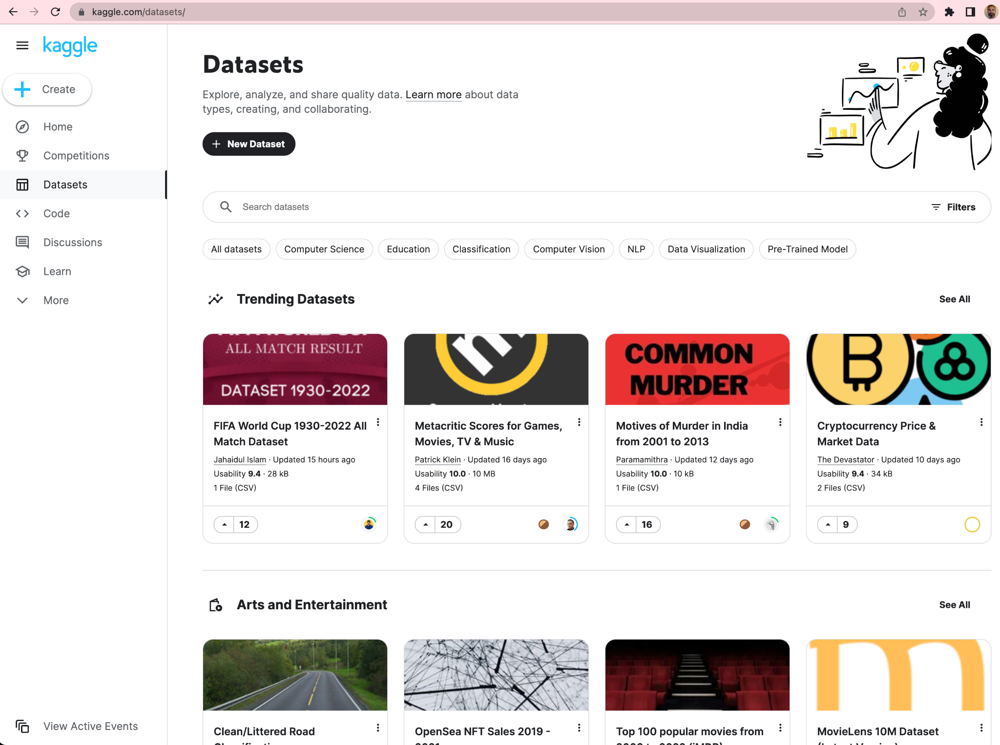 kaggle.com/datasets/
kaggle
Create
Home
Competitions
Datasets
Code
Discussions
Learn
More
View Active Events
Datasets
Explore, analyze, and share quality data. Learn more about data
types, creating, and collaborating.
New Dataset
Search datasets
Filters
All datasets
Computer Science
Education
Classification
Computer Vision
NLP
Data Visualization
Pre-Trained Model
Trending Datasets
See All
ALL MATCH RESULT
DATASET 1930-2022
FIFA World Cup 1930-2022 All
Match Dataset
Jahaidul Islam · Updated 15 hours ago
Usability 9.4 · 28 kB
1 File (CSV)
12
Metacritic Scores for Games,
Movies, TV & Music
Patrick Klein · Updated 16 days ago
Usability 10.0 · 10 MB
4 Files (CSV)
20
COMMON
MURDER
Motives of Murder in India
from 2001 to 2013
Paramamithra · Updated 12 days ago
Usability 10.0 · 10 kB
1 File (CSV)
16
Cryptocurrency Price &
Market Data
The Devastator · Updated 10 days ago
Usability 9.4 · 34 kB
2 Files (CSV)
9
Arts and Entertainment
See All
Clean/Littered Road
OpenSea NFT Sales 2019 -
Top 100 popular movies from
MovieLens 10M Dataset